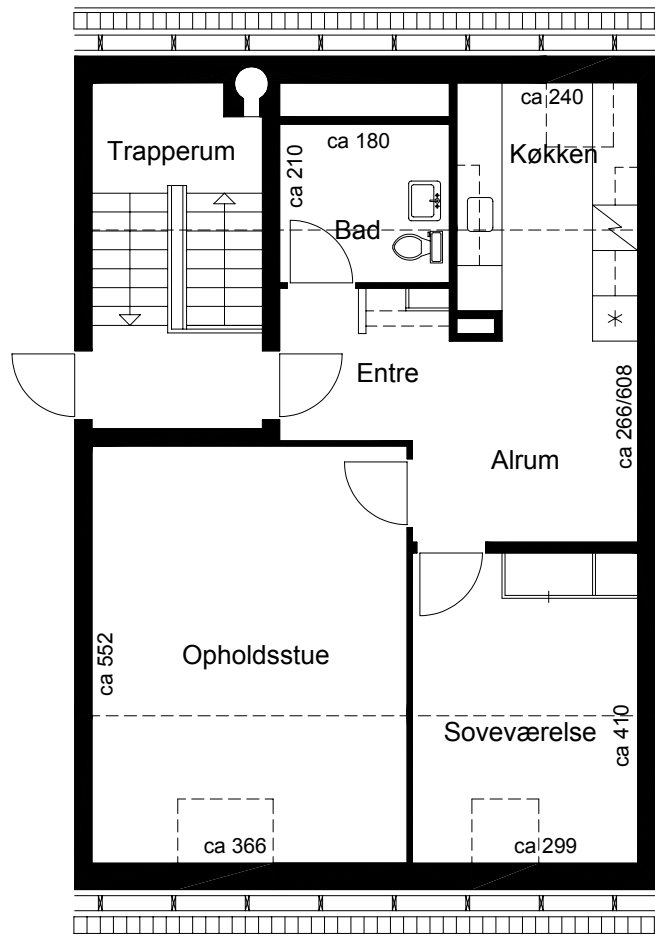 ca 240
Trapperum
ca 180
Køkken
ca 210
Bad
Entre
ca 266/608
Alrum
ca 552
Opholdsstue
Soveværelse
ca 410
ca 366
ca 299